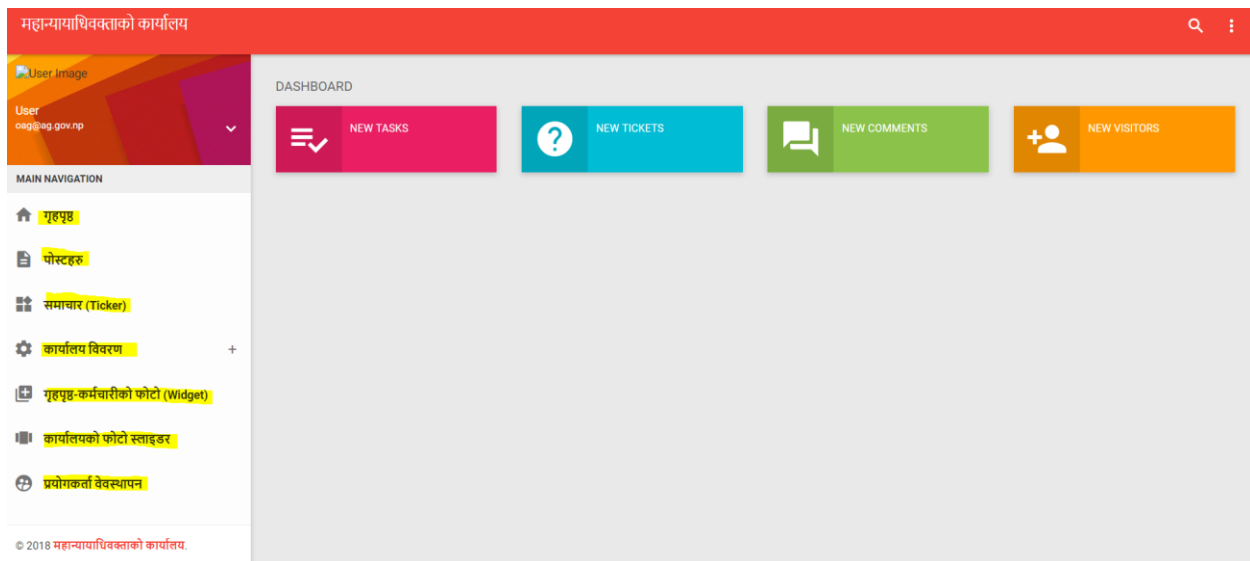 महान्यायाधिवक्ताको कार्यालय
User Image
User
oag@ag.gov.np
MAIN NAVIGATION
गृहपृष्ठ
पोस्टहरु
समाचार (Ticker)
कार्यालय विवरण +
गृहपृष्ठ-कर्मचारीको फोटो (Widget)
कार्यालयको फोटो स्लाइडर
प्रयोगकर्ता वेवस्थापन
© 2018 महान्यायाधिवक्ताको कार्यालय.
DASHBOARD
NEW TASKS
NEW TICKETS
NEW COMMENTS
NEW VISITORS